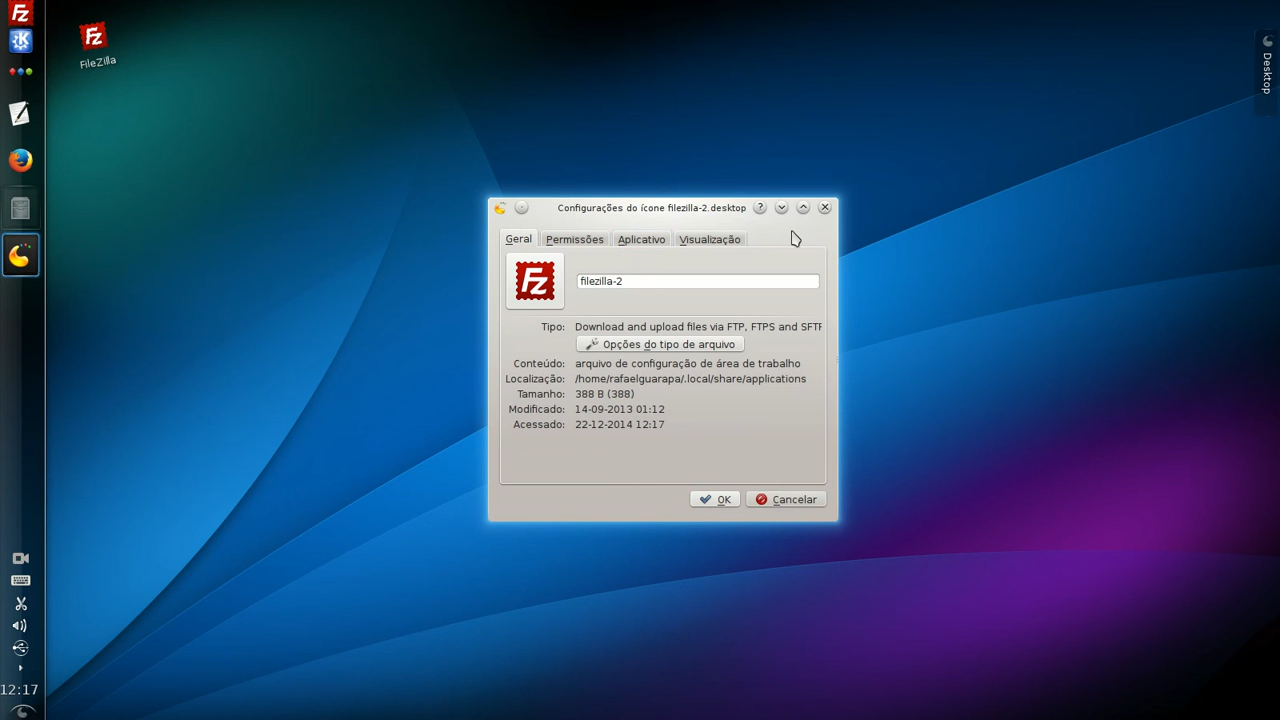 Fz
Fz
FileZilla
Desktop
Configurações do ícone filezilla-2.desktop
?
Geral Permissões Aplicativo Visualização
Fz
filezilla-2
Tipo: Download and upload files via FTP, FTPS and SFTP
Opções do tipo de arquivo
Conteúdo: arquivo de configuração de área de trabalho
Localização: /home/rafaelguarapa/.local/share/applications
Tamanho: 388 B (388)
Modificado: 14-09-2013 01:12
Acessado: 22-12-2014 12:17
OK Cancelar
12:17